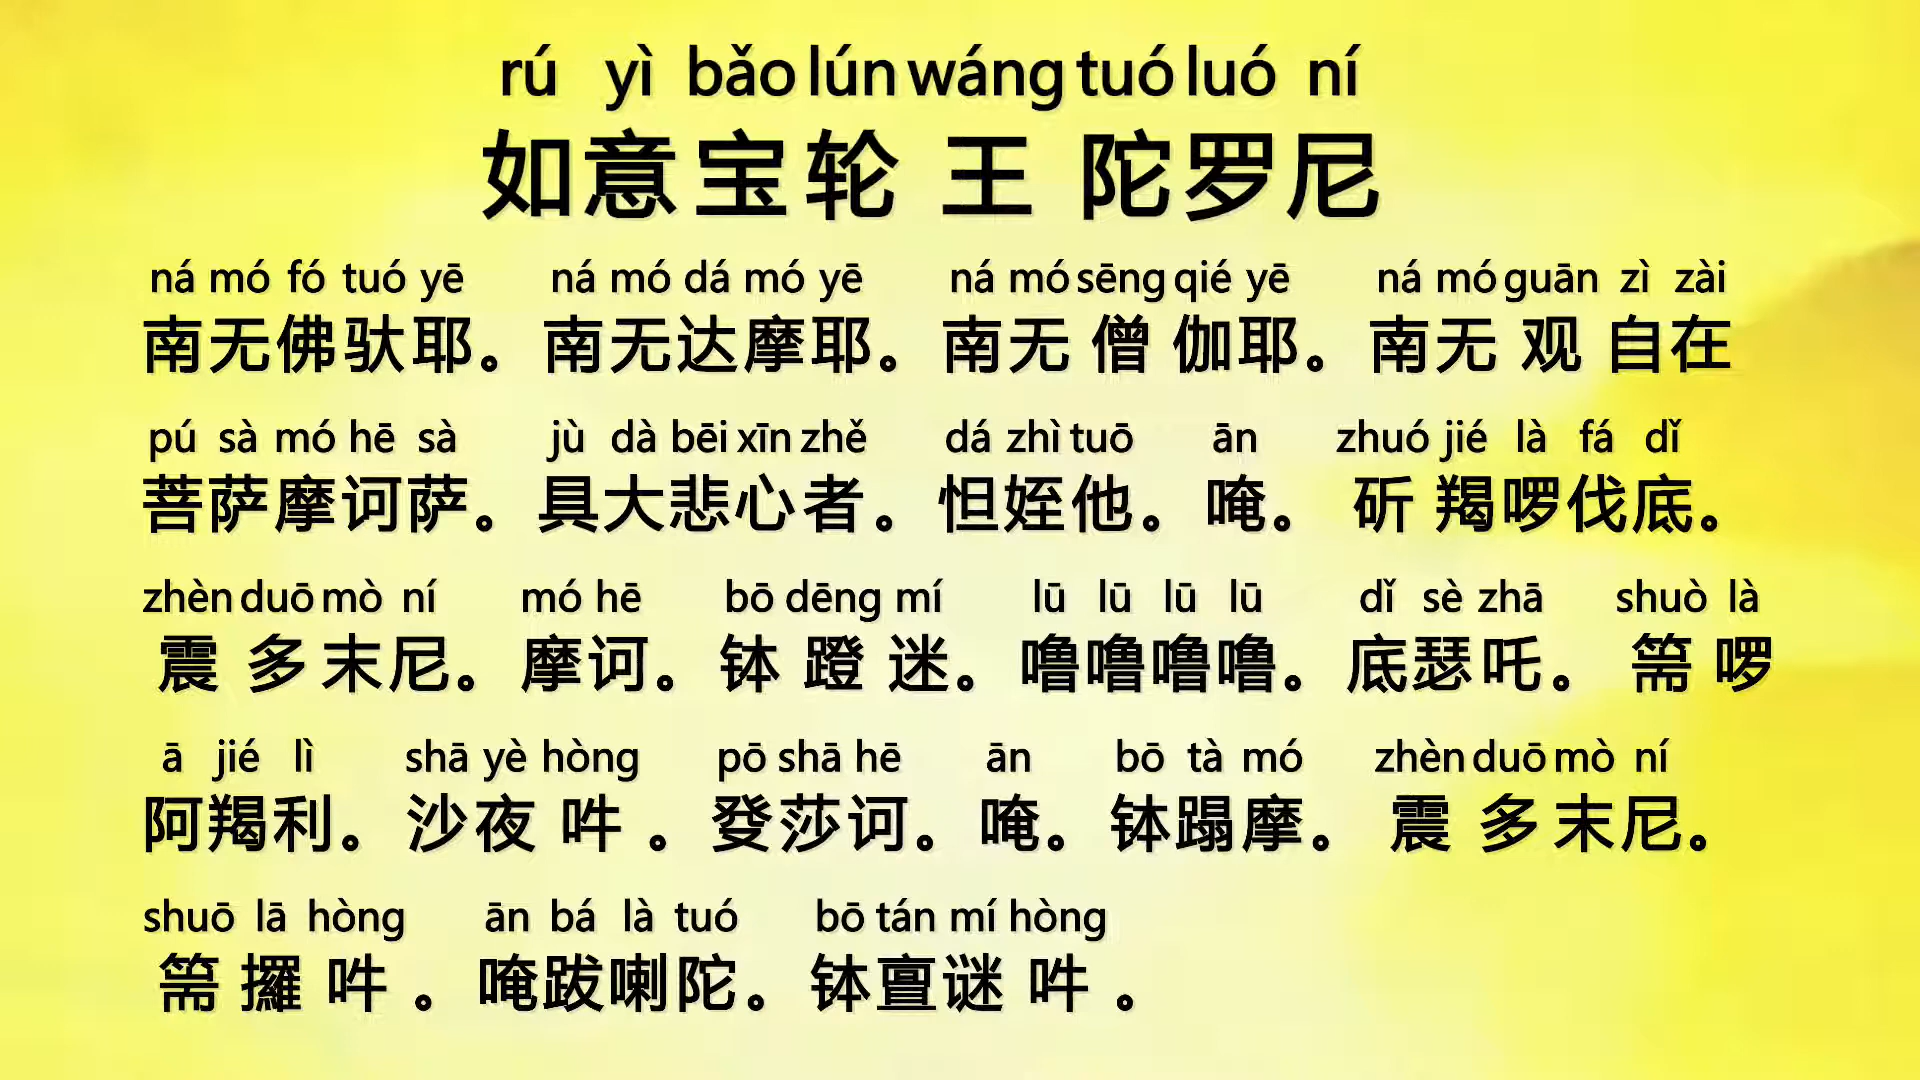 rú yì bǎo lún wáng tuó luó ní
如意宝轮王陀罗尼
ná mó fó tuó yē ná mó dá mó yē ná mó sēng qié yē ná mó guān zì zài
南无佛驮耶。南无达摩耶。南无僧伽耶。南无观自在
pú sà mó hē sà jù dà bēi xīn zhě dá zhì tuō ān zhuó jié là fá dǐ
菩萨摩诃萨。具大悲心者。怛姪他。唵。斫羯啰伐底。
zhèn duō mò ní mó hē bō dēng mí lū lū lū lū dǐ sè zhā shuò là
震多末尼。摩诃。钵蹬迷。噜噜噜噜。底瑟吒。篅啰
ā jié lì shā yè hòng pō shā hē ān bō tà mó zhèn duō mò ní
阿羯利。沙夜吽。癹莎诃。唵。钵蹋摩。震多末尼。
shuō lā hòng ān bá là tuó bō tán mí hòng
篅攞吽。唵跋喇陀。钵亶谜吽。